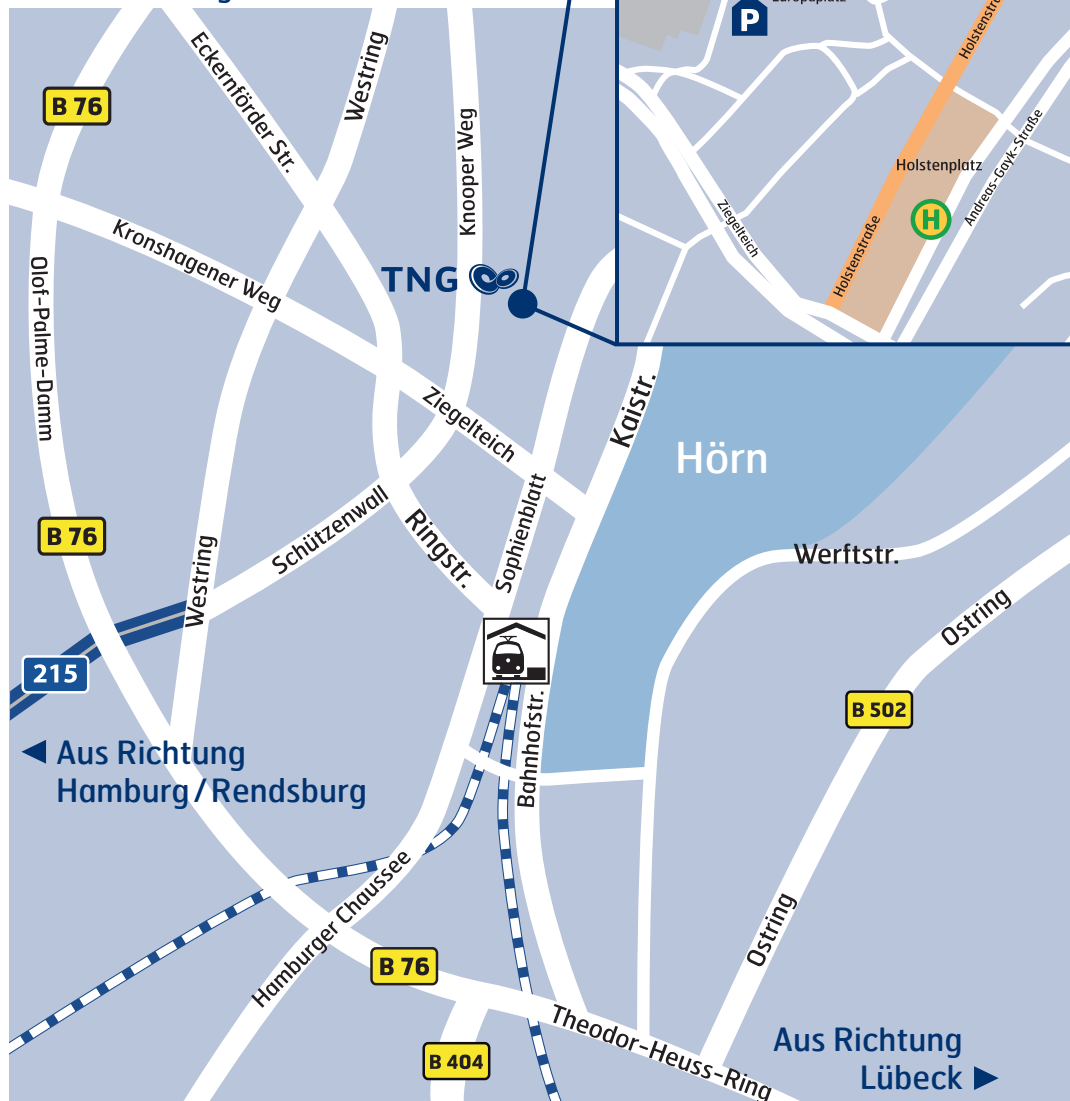 Europaplatz
P
Holstenstra
B 76
Eckernförder Str.
Westring
Knooper Weg
Holstenplatz
Andreas-Gayk-Straße
H
Ziegelteich
Holstenstraße
Kronshagener Weg
TNG
Olof-Palme-Damm
Ziegelteich
Kaistr.
Hörn
Sophienblatt
Schützenwall
Ringstr.
B 76
Westring
Werftstr.
Ostring
215
B 502
Bahnhofstr.
Aus Richtung
Hamburg/Rendsburg
Hamburger Chaussee
Ostring
B 76
Theodor-Heuss-Ring
B 404
Aus Richtung
Lübeck